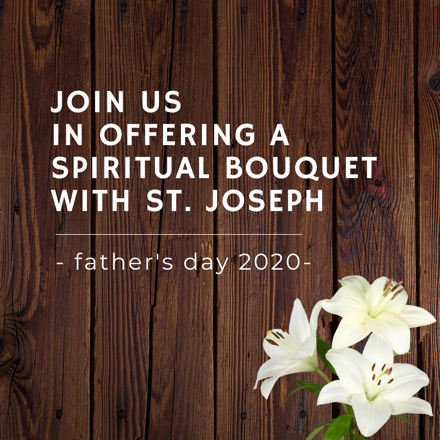 JOIN US
IN OFFERING A
SPIRITUAL BOUQUET
WITH ST. JOSEPH
- father's day 2020-